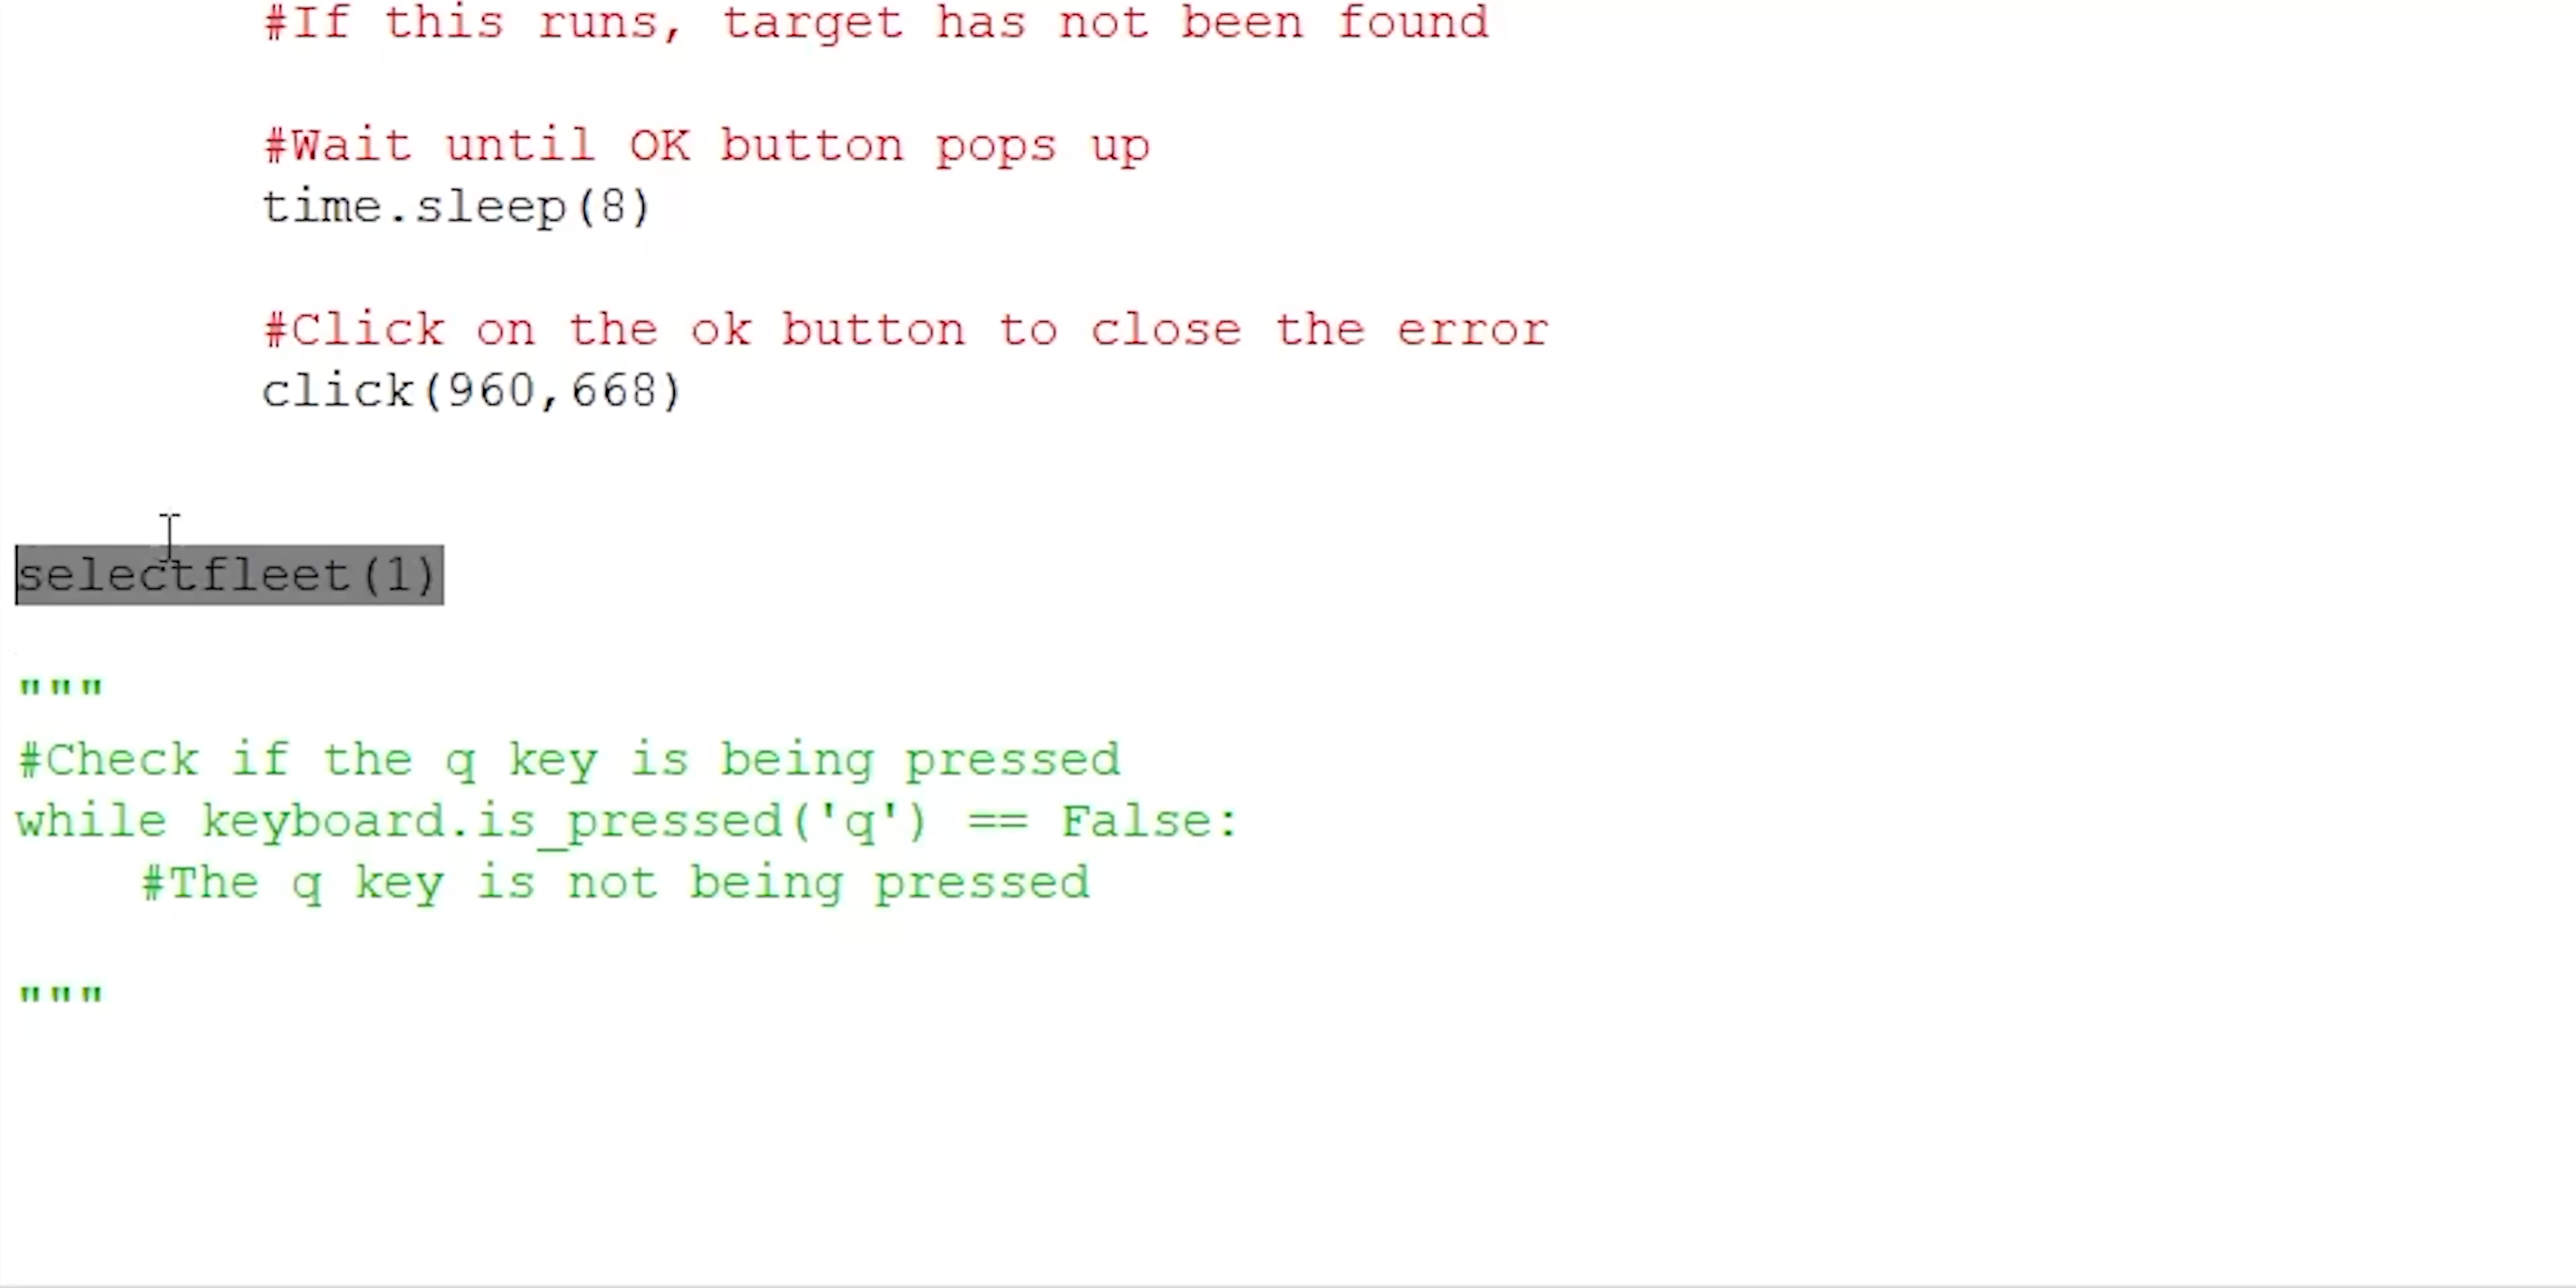 #If this runs, target has not been found
#Wait until OK button pops up
time.sleep(8)
#Click on the ok button to close the error
click(960,668)
selectfleet(1)
"""
#Check if the q key is being pressed
while keyboard.is_pressed('q') == False:
#The q key is not being pressed
"""